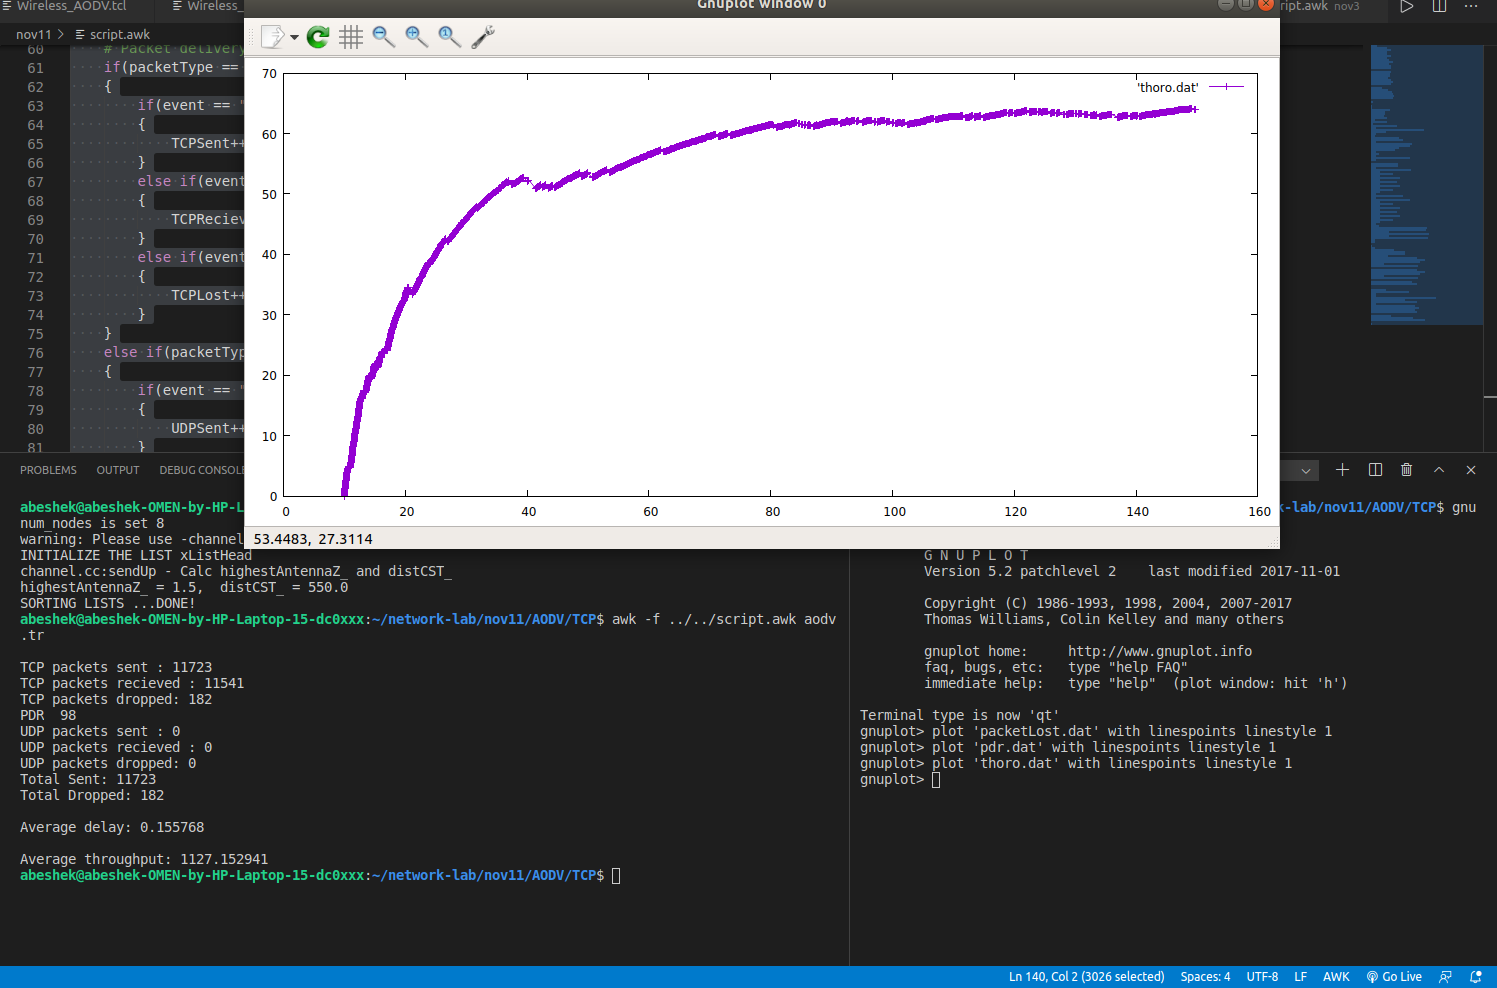 Wireless_AODV.tcl
Wireless_
Gnuplot window 0
ript.awk nov3
nov11 > script.awk
60 # Packet delivery
61 if(packetType ==
62 {
63 if(event == "
64 {
65 TCPSent++
66 }
67 else if(event
68 {
69 TCPReciev
70 }
71 else if(event
72 {
73 TCPLost++
74 }
75 }
76 else if(packetTyp
77 {
78 if(event == "
79 {
80 UDPSent++
81 }
'thoro.dat'
70
60
50
40
30
20
10
0
0 20 40 60 80 100 120 140 160
53.4483, 27.3114
PROBLEMS OUTPUT DEBUG CONSOLE
abeshek@abeshek-OMEN-by-HP-L
num_nodes is set 8
warning: Please use -channel
INITIALIZE THE LIST xListHead
channel.cc:sendUp - Calc highestAntennaZ_ and distCST_
highestAntennaZ_ = 1.5,  distCST_ = 550.0
SORTING LISTS ...DONE!
abeshek@abeshek-OMEN-by-HP-Laptop-15-dc0xxx:~/network-lab/nov11/AODV/TCP$ awk -f ../../script.awk aodv
.tr
TCP packets sent : 11723
TCP packets recieved : 11541
TCP packets dropped: 182
PDR  98
UDP packets sent : 0
UDP packets recieved : 0
UDP packets dropped: 0
Total Sent: 11723
Total Dropped: 182
Average delay: 0.155768
Average throughput: 1127.152941
abeshek@abeshek-OMEN-by-HP-Laptop-15-dc0xxx:~/network-lab/nov11/AODV/TCP$
k-lab/nov11/AODV/TCP$ gnu
G N U P L O T
Version 5.2 patchlevel 2    last modified 2017-11-01
Copyright (C) 1986-1993, 1998, 2004, 2007-2017
Thomas Williams, Colin Kelley and many others
gnuplot home:     http://www.gnuplot.info
faq, bugs, etc:   type "help FAQ"
immediate help:   type "help"  (plot window: hit 'h')
Terminal type is now 'qt'
gnuplot> plot 'packetLost.dat' with linespoints linestyle 1
gnuplot> plot 'pdr.dat' with linespoints linestyle 1
gnuplot> plot 'thoro.dat' with linespoints linestyle 1
gnuplot>
Ln 140, Col 2 (3026 selected) Spaces: 4 UTF-8 LF AWK Go Live